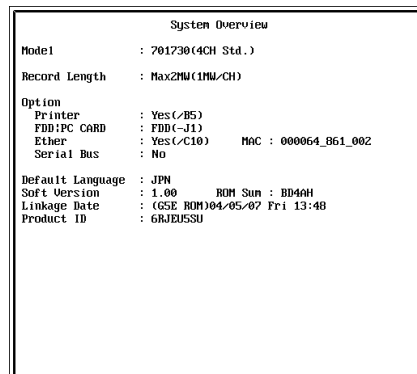 System Overview
Model : 701730(4CH Std.)
Record Length : Max2MW(1MW/CH)
Option
Printer : Yes(/B5)
FDD¦PC CARD : FDD(-J1)
Ether : Yes(/C10) MAC : 000064_861_002
Serial Bus : No
Default Language : JPN
Soft Version : 1.00 ROM Sum : BD4AH
Linkage Date : (G5E ROM)04/05/07 Fri 13:48
Product ID : 6RJEU5SU